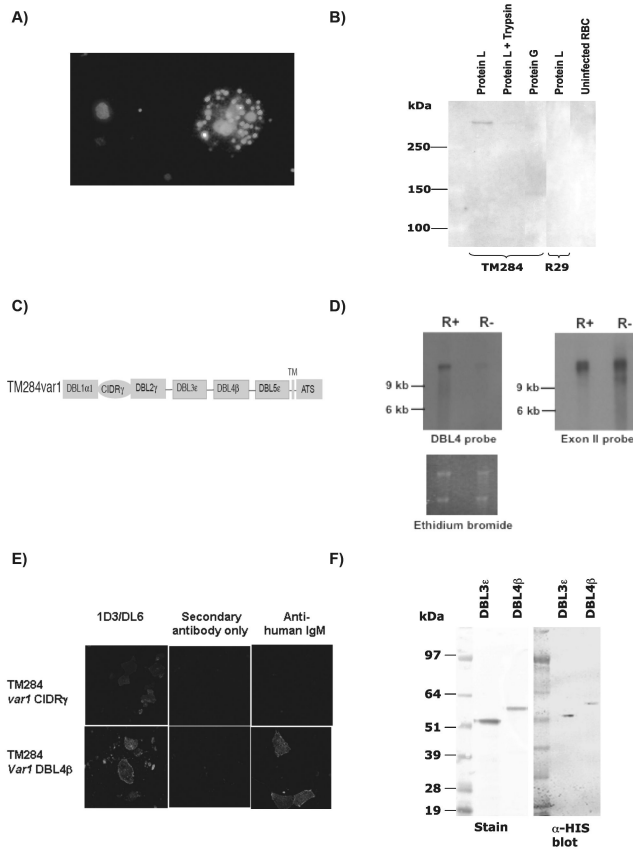 A)
B)
Protein L
Protein L + Trypsin
Protein G
Protein L
Uninfected RBC
kDa
250
150
100
TM284
R29
C)
TM
TM284var1
DBL1α1
CIDRγ
DBL2γ
DBL3ε
DBL4β
DBL5ε
ATS
D)
R+ R-
9 kb
6 kb
DBL4 probe
R+ R-
9 kb
6 kb
Exon II probe
Ethidium bromide
E)
1D3/DL6
Secondary
antibody only
Anti-
human IgM
TM284
var1 CIDRγ
TM284
Var1 DBL4β
F)
DBL3ε
DBL4β
DBL3ε
DBL4β
kDa
97
64
51
39
28
19
Stain
α-HIS
blot